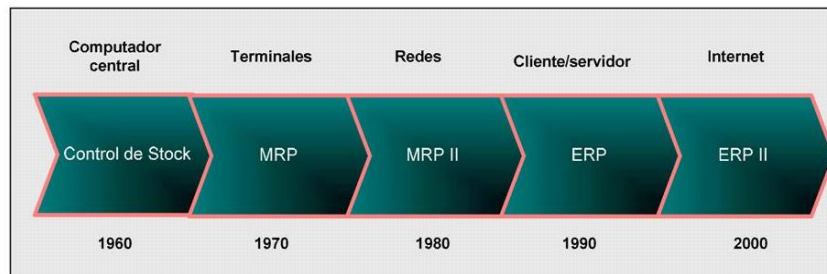 Computador
central
Terminales
Redes
Cliente/servidor
Internet
Control de Stock
MRP
MRP II
ERP
ERP II
1960
1970
1980
1990
2000